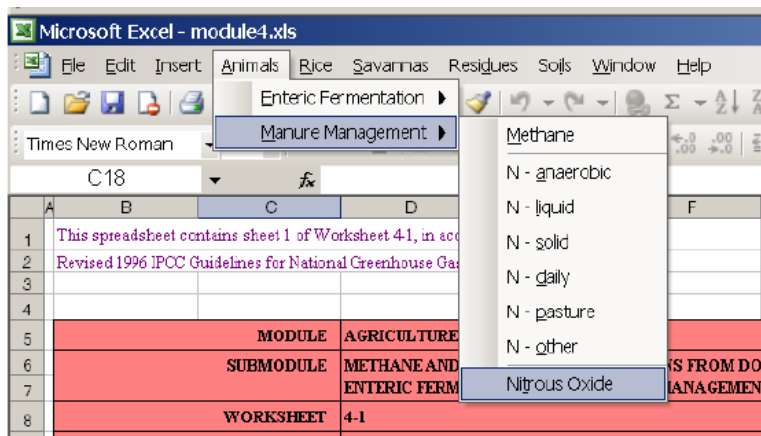 Microsoft Excel - module4.xls
File Edit Insert Animals Rice Savannas Residues Soils Window Help
Enteric Fermentation
Manure Management
Methane
N - anaerobic
N - liquid
N - solid
N - daily
N - pasture
N - other
Nitrous Oxide
Times New Roman
C18 fx
A B C D F
1 This spreadsheet contains sheet 1 of Worksheet 4-1, in acc
2 Revised 1996 IPCC Guidelines for National Greenhouse Gas
3
4
5 MODULE AGRICULTURE
6 SUBMODULE METHANE AND NS FROM DO
7 ENTERIC FERM MANAGEMEN
8 WORKSHEET 4-1